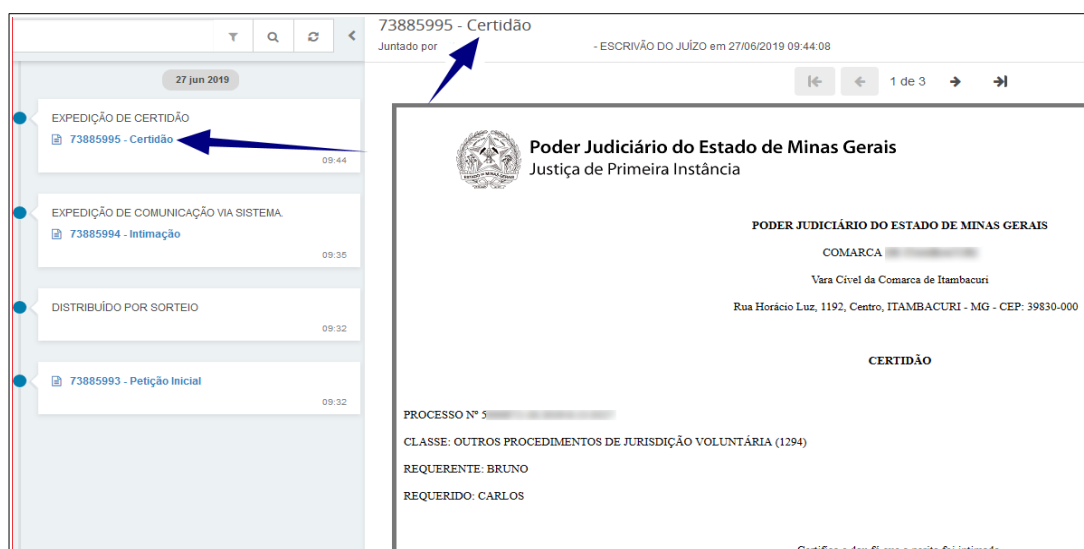 27 jun 2019
EXPEDIÇÃO DE CERTIDÃO
73885995 - Certidão
09:44
EXPEDIÇÃO DE COMUNICAÇÃO VIA SISTEMA.
73885994 - Intimação
09:35
DISTRIBUÍDO POR SORTEIO
09:32
73885993 - Petição Inicial
09:32
73885995 - Certidão
Juntado por - ESCRIVÃO DO JUÍZO em 27/06/2019 09:44:08
1 de 3
Poder Judiciário do Estado de Minas Gerais
Justiça de Primeira Instância
PODER JUDICIÁRIO DO ESTADO DE MINAS GERAIS
COMARCA
Vara Cível da Comarca de Itambacuri
Rua Horácio Luz, 1192, Centro, ITAMBACURI - MG - CEP: 39830-000
CERTIDÃO
PROCESSO Nº 5
CLASSE: OUTROS PROCEDIMENTOS DE JURISDIÇÃO VOLUNTÁRIA (1294)
REQUERENTE: BRUNO
REQUERIDO: CARLOS